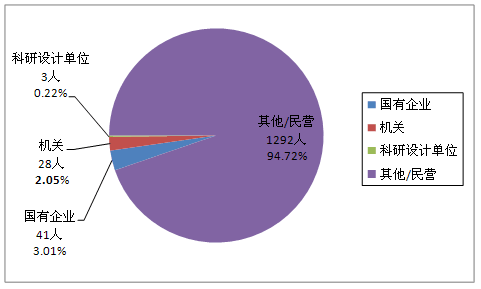 科研设计单位
3人
0.22%
机关
28人
2.05%
国有企业
41人
3.01%
其他/民营
1292人
94.72%
国有企业
机关
科研设计单位
其他/民营